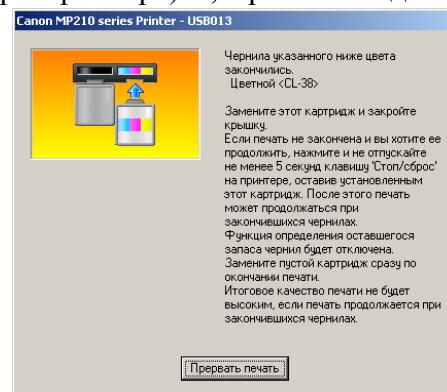 Canon MP210 series Printer - USB013
Чернила указанного ниже цвета
закончились.
Цветной <CL-38>
Замените этот картридж и закройте
крышку.
Если печать не закончена и вы хотите ее
продолжить, нажмите и не отпускайте
не менее 5 секунд клавишу 'Стоп/сброс'
на принтере, оставив установленным
этот картридж. После этого печать
может продолжаться при
закончившихся чернилах.
Функция определения оставшегося
запаса чернил будет отключена.
Замените пустой картридж сразу по
окончании печати.
Итоговое качество печати не будет
высоким, если печать продолжается при
закончившихся чернилах.
Прервать печать